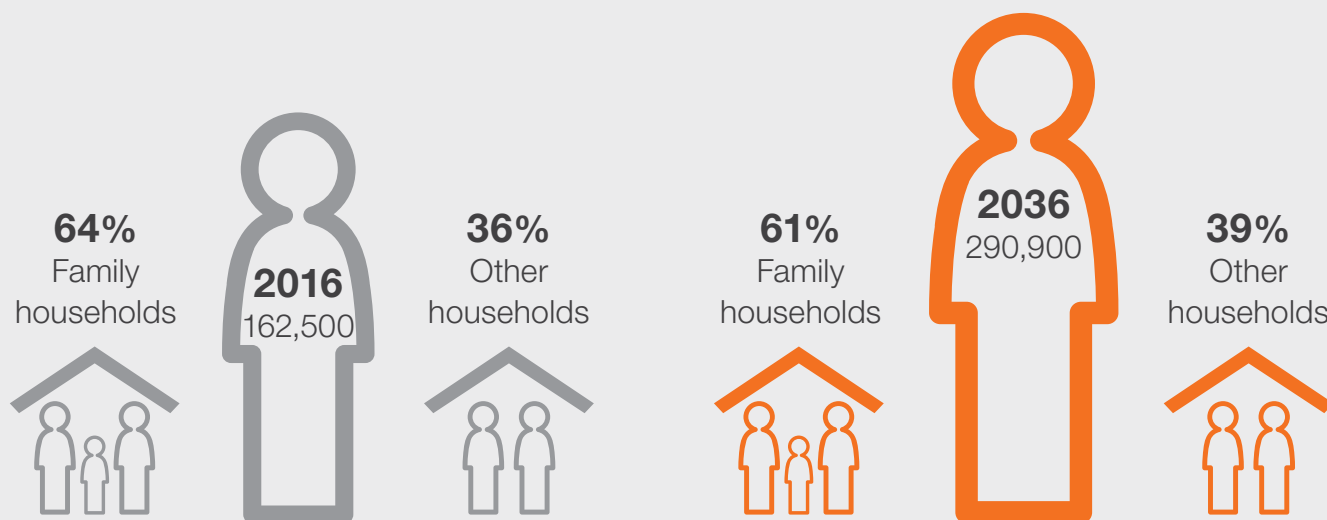 64%
Family
households
2016
162,500
36%
Other
households
61%
Family
households
2036
290,900
39%
Other
households